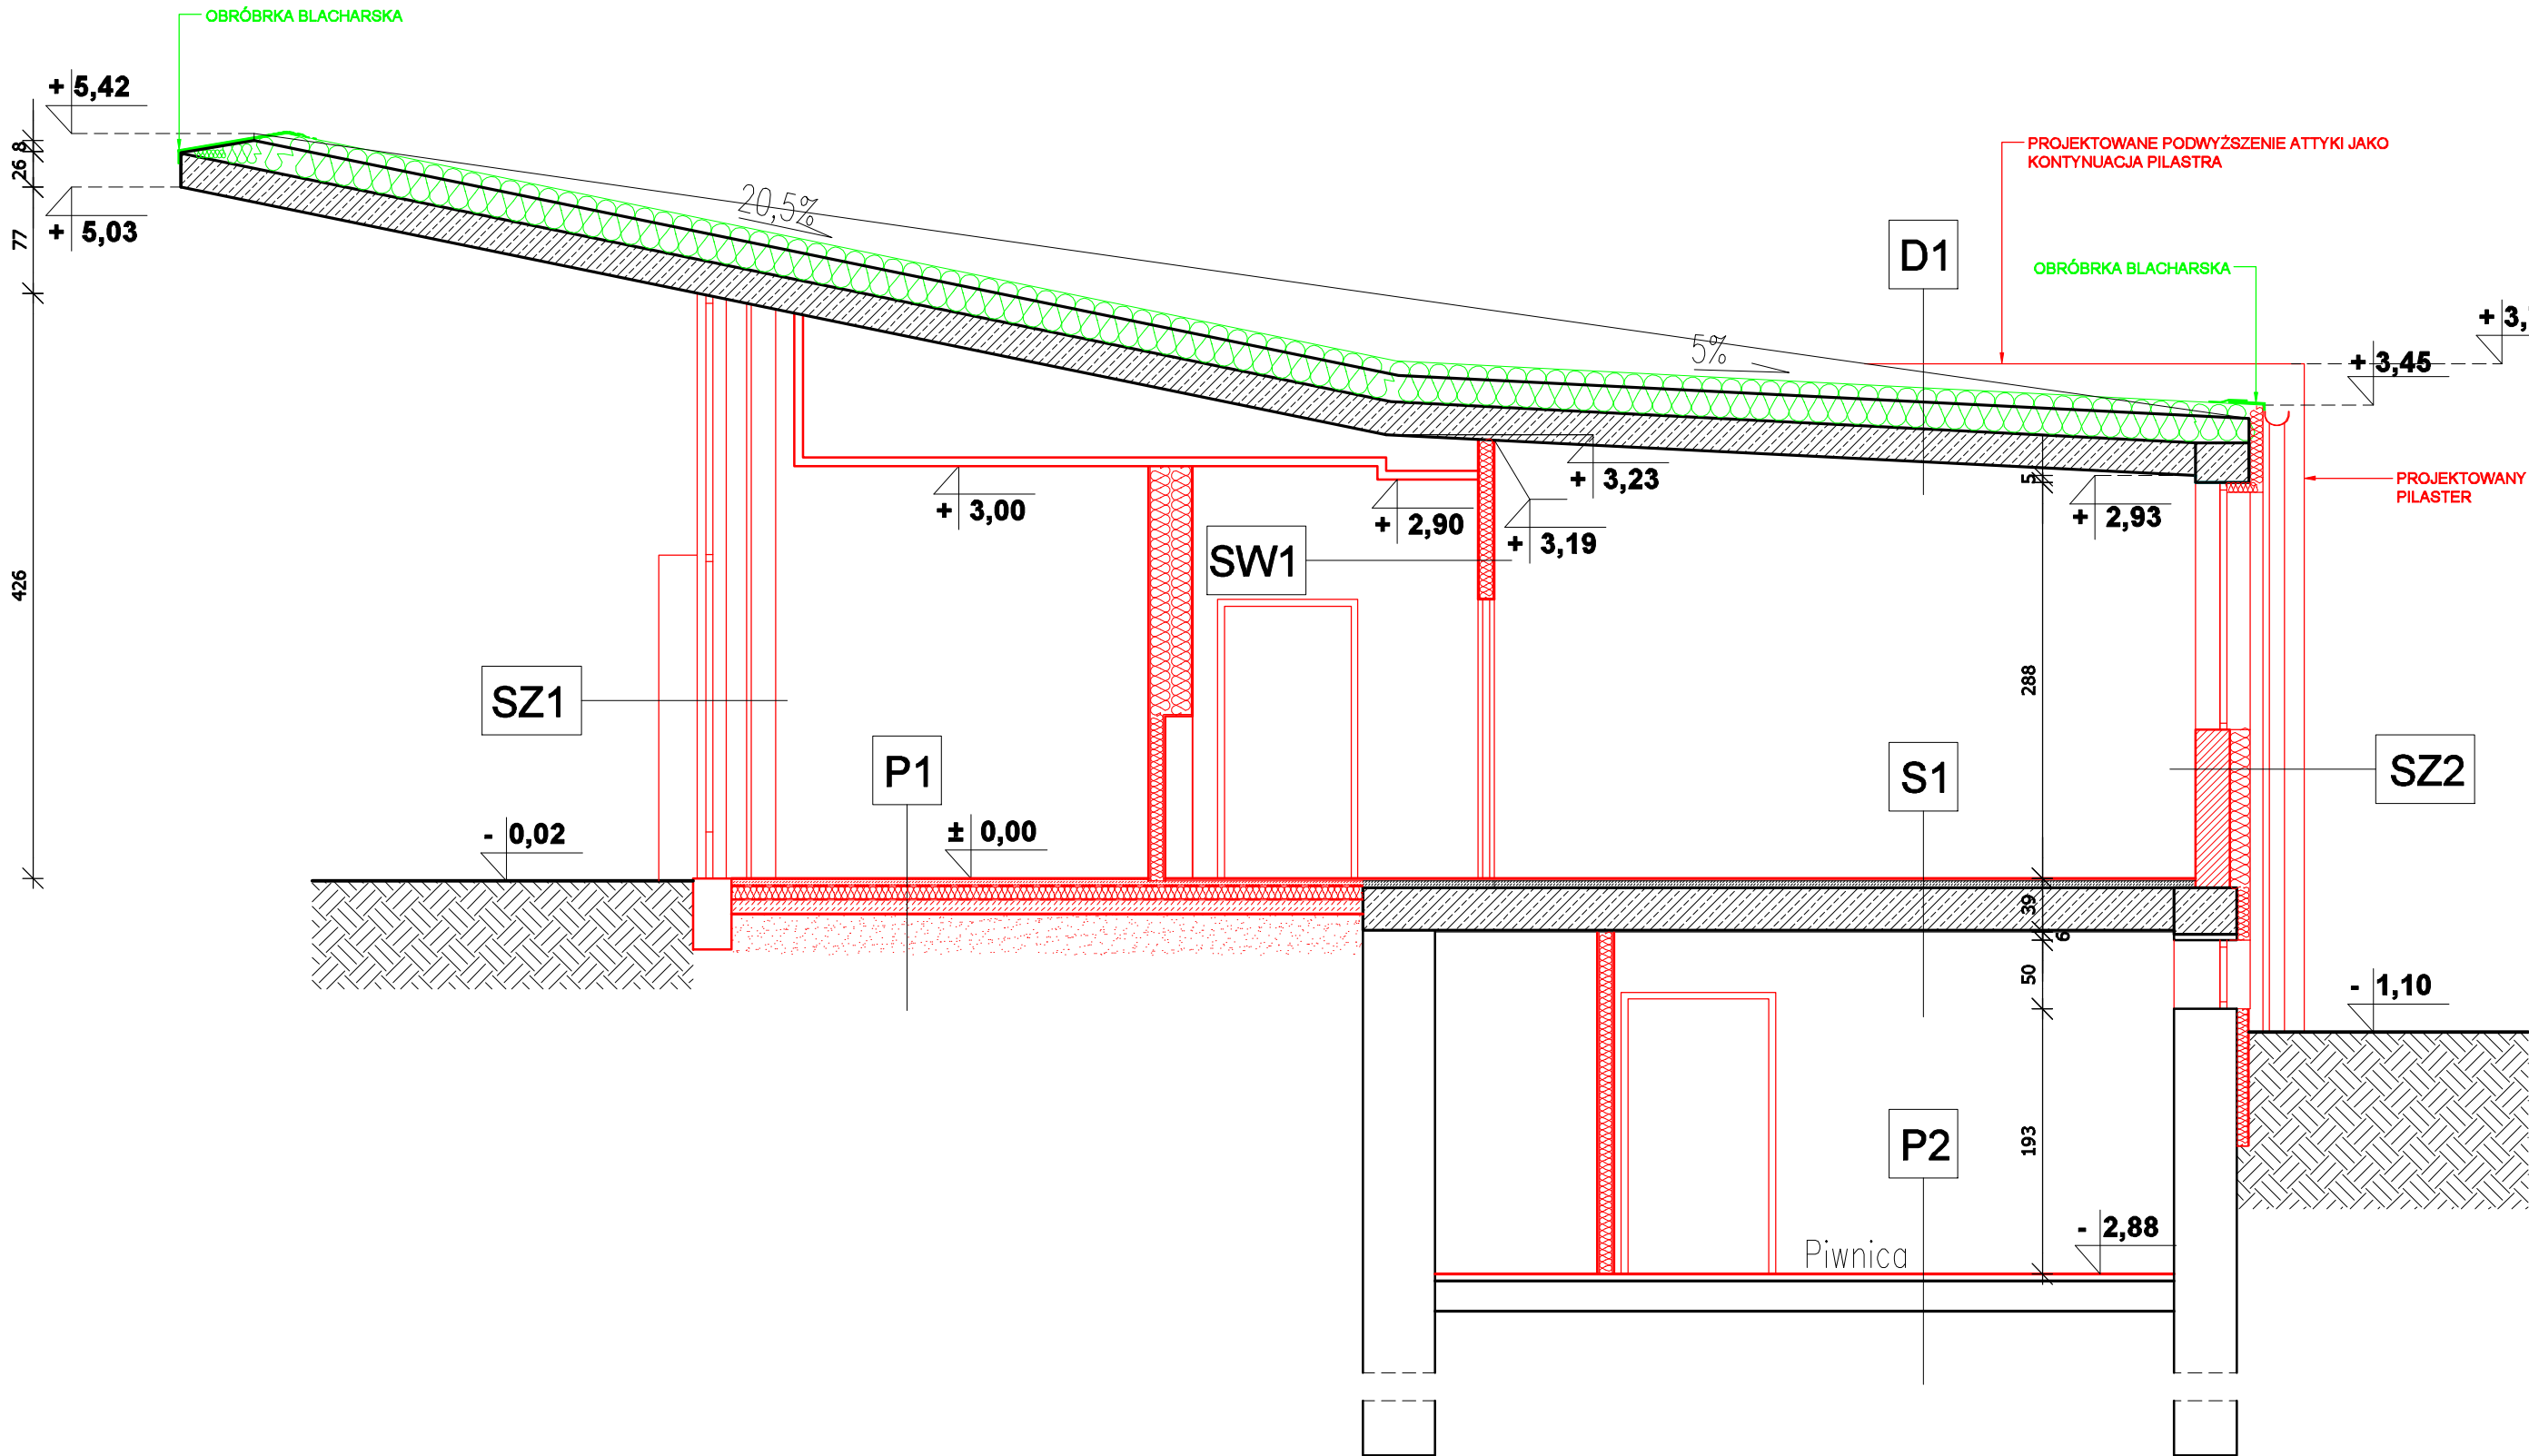 OBRÓBRKA BLACHARSKA
+ 5,42
8
26
+ 5,03
77
20,5%
PROJEKTOWANE PODWYŻSZENIE ATTYKI JAKO
KONTYNUACJA PILASTRA
D1
OBRÓBRKA BLACHARSKA
5%
+ 3,45
+ 3,23
+ 3,00
+ 2,90
+ 3,19
5
+ 2,93
PROJEKTOWANY
PILASTER
SW1
426
SZ1
288
P1
S1
SZ2
- 0,02
± 0,00
39
6
50
- 1,10
P2
193
- 2,88
Piwnica